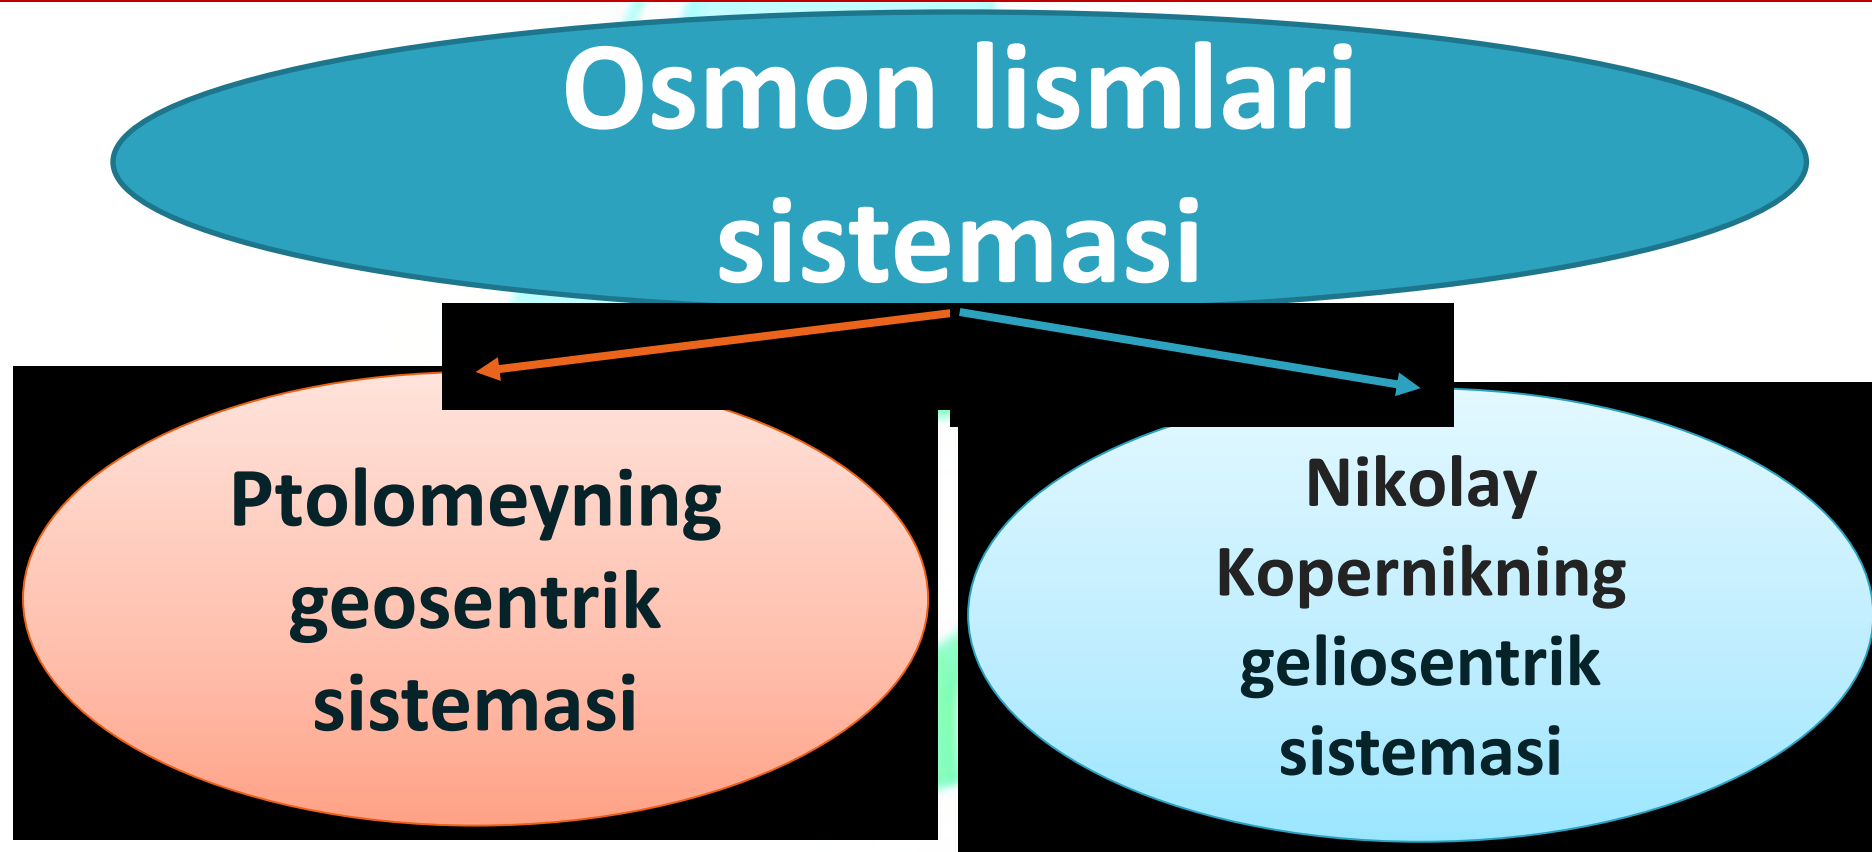 Osmon lismlari
sistemasi
Ptolomeyning
geosentrik
sistemasi
Nikolay
Kopernikning
geliosentrik
sistemasi